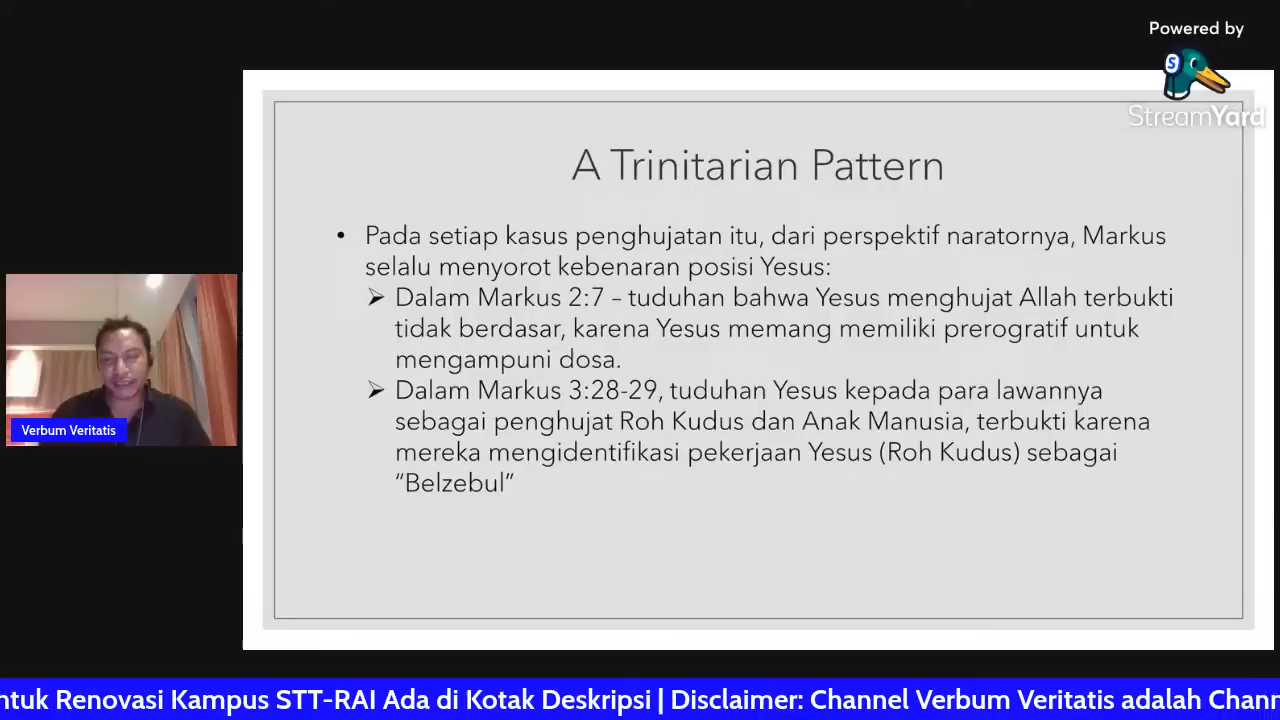 Powered by
S
StreamYard
A Trinitarian Pattern
• Pada setiap kasus penghujatan itu, dari perspektif naratornya, Markus
selalu menyorot kebenaran posisi Yesus:
➢ Dalam Markus 2:7 – tuduhan bahwa Yesus menghujat Allah terbukti
tidak berdasar, karena Yesus memang memiliki prerogratif untuk
mengampuni dosa.
➢ Dalam Markus 3:28-29, tuduhan Yesus kepada para lawannya
sebagai penghujat Roh Kudus dan Anak Manusia, terbukti karena
mereka mengidentifikasi pekerjaan Yesus (Roh Kudus) sebagai
“Belzebul”
Verbum Veritatis
ntuk Renovasi Kampus STT-RAI Ada di Kotak Deskripsi | Disclaimer: Channel Verbum Veritatis adalah Chann